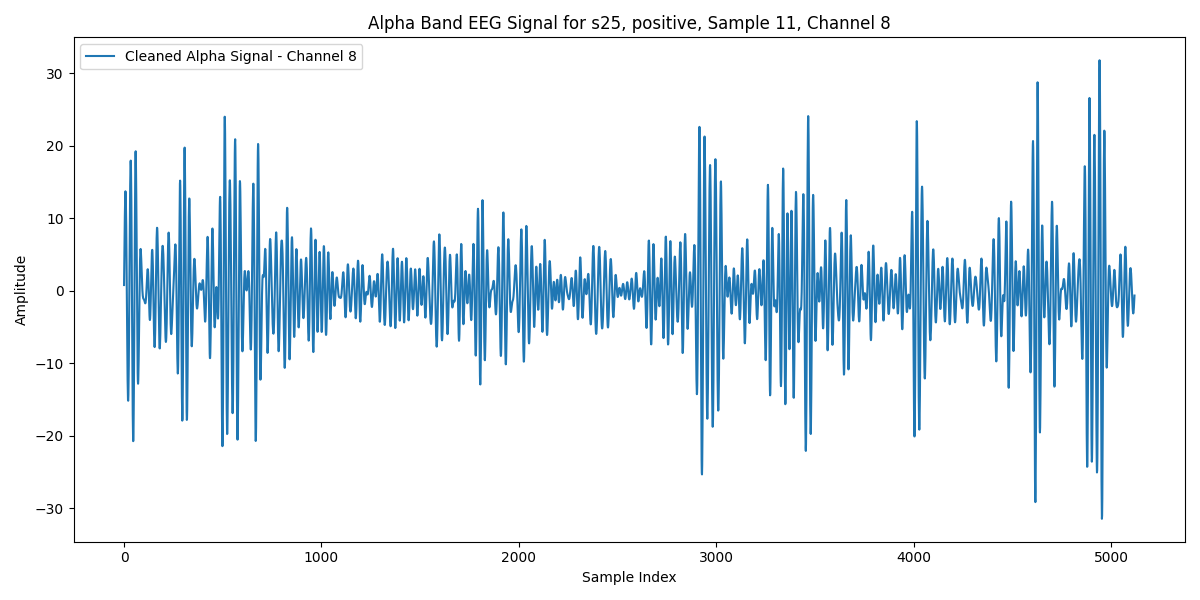 Alpha Band EEG Signal for s25, positive, Sample 11, Channel 8
Cleaned Alpha Signal - Channel 8
30
20
10
0
−10
−20
−30
Amplitude
0 1000 2000 3000 4000 5000
Sample Index